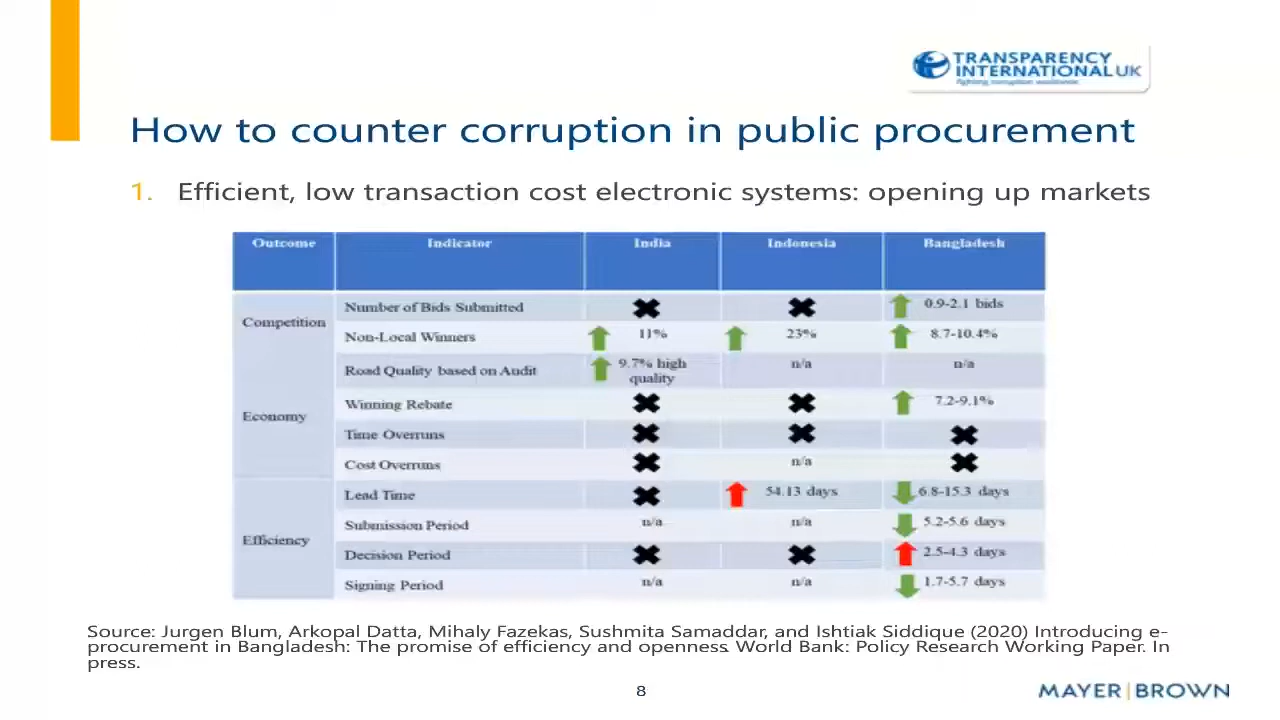 TRANSPARENCY
INTERNATIONAL UK
fighting corruption worldwide
How to counter corruption in public procurement
1. Efficient, low transaction cost electronic systems: opening up markets
Outcome Indicator India Indonesia Bangladesh
Competition
Number of Bids Submitted ✖ ✖ 0.9-2.1 bids
Non-Local Winners 11% 23% 8.7-10.4%
Economy
Road Quality based on Audit 9.7% high quality n/a n/a
Winning Rebate ✖ ✖ 7.2-9.1%
Time Overruns ✖ ✖ ✖
Cost Overruns ✖ n/a ✖
Efficiency
Lead Time ✖ 54.13 days 6.8-15.3 days
Submission Period n/a n/a 5.2-5.6 days
Decision Period ✖ ✖ 2.5-4.3 days
Signing Period n/a n/a 1.7-5.7 days
Source: Jurgen Blum, Arkopal Datta, Mihaly Fazekas, Sushmita Samaddar, and Ishtiak Siddique (2020) Introducing e-
procurement in Bangladesh: The promise of efficiency and openness. World Bank: Policy Research Working Paper. In
press.
8
MAYER | BROWN